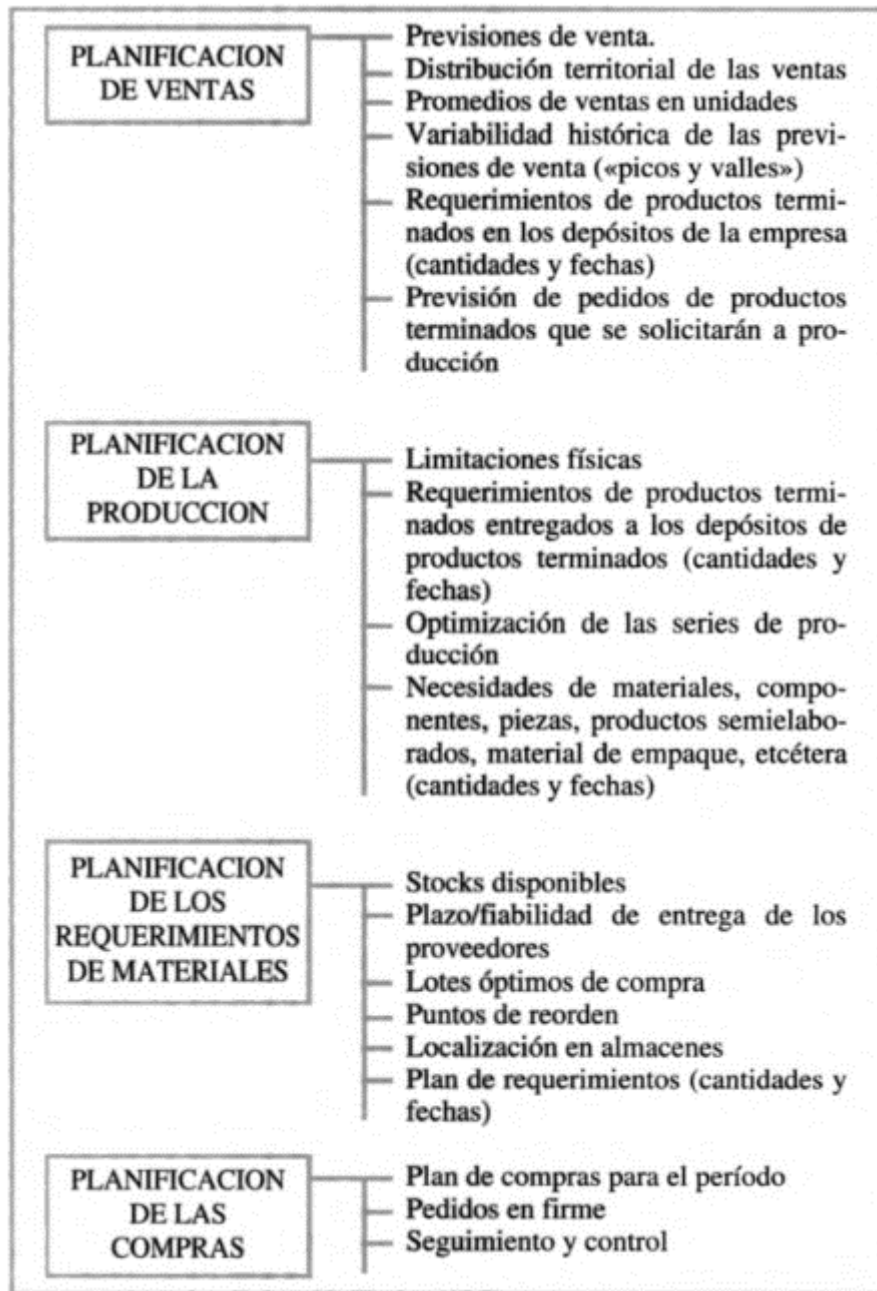 PLANIFICACION
DE VENTAS
Previsiones de venta.
Distribución territorial de las ventas
Promedios de ventas en unidades
Variabilidad histórica de las previ-
siones de venta («picos y valles»)
Requerimientos de productos termi-
nados en los depósitos de la empresa
(cantidades y fechas)
Previsión de pedidos de productos
terminados que se solicitarán a pro-
ducción
PLANIFICACION
DE LA
PRODUCCION
Limitaciones físicas
Requerimientos de productos termi-
nados entregados a los depósitos de
productos terminados (cantidades y
fechas)
Optimización de las series de pro-
ducción
Necesidades de materiales, compo-
nentes, piezas, productos semielabo-
rados, material de empaque, etcétera
(cantidades y fechas)
PLANIFICACION
DE LOS
REQUERIMIENTOS
DE MATERIALES
Stocks disponibles
Plazo/fiabilidad de entrega de los
proveedores
Lotes óptimos de compra
Puntos de reorden
Localización en almacenes
Plan de requerimientos (cantidades y
fechas)
PLANIFICACION
DE LAS
COMPRAS
Plan de compras para el período
Pedidos en firme
Seguimiento y control